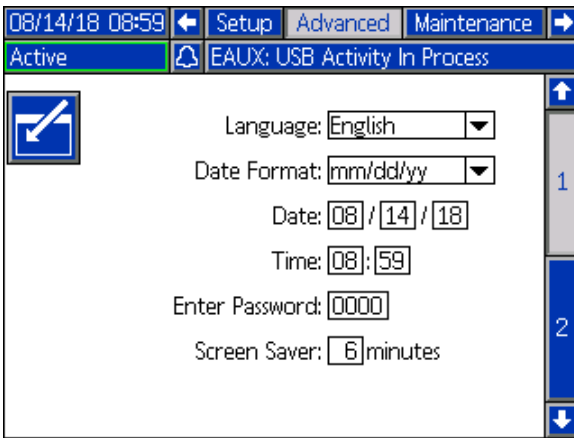 08/14/18 08:59 Setup Advanced Maintenance
Active EAUX: USB Activity In Process
Language: English
Date Format: mm/dd/yy
Date: 08 / 14 / 18
Time: 08 : 59
Enter Password: 0000
Screen Saver: 6 minutes
1
2